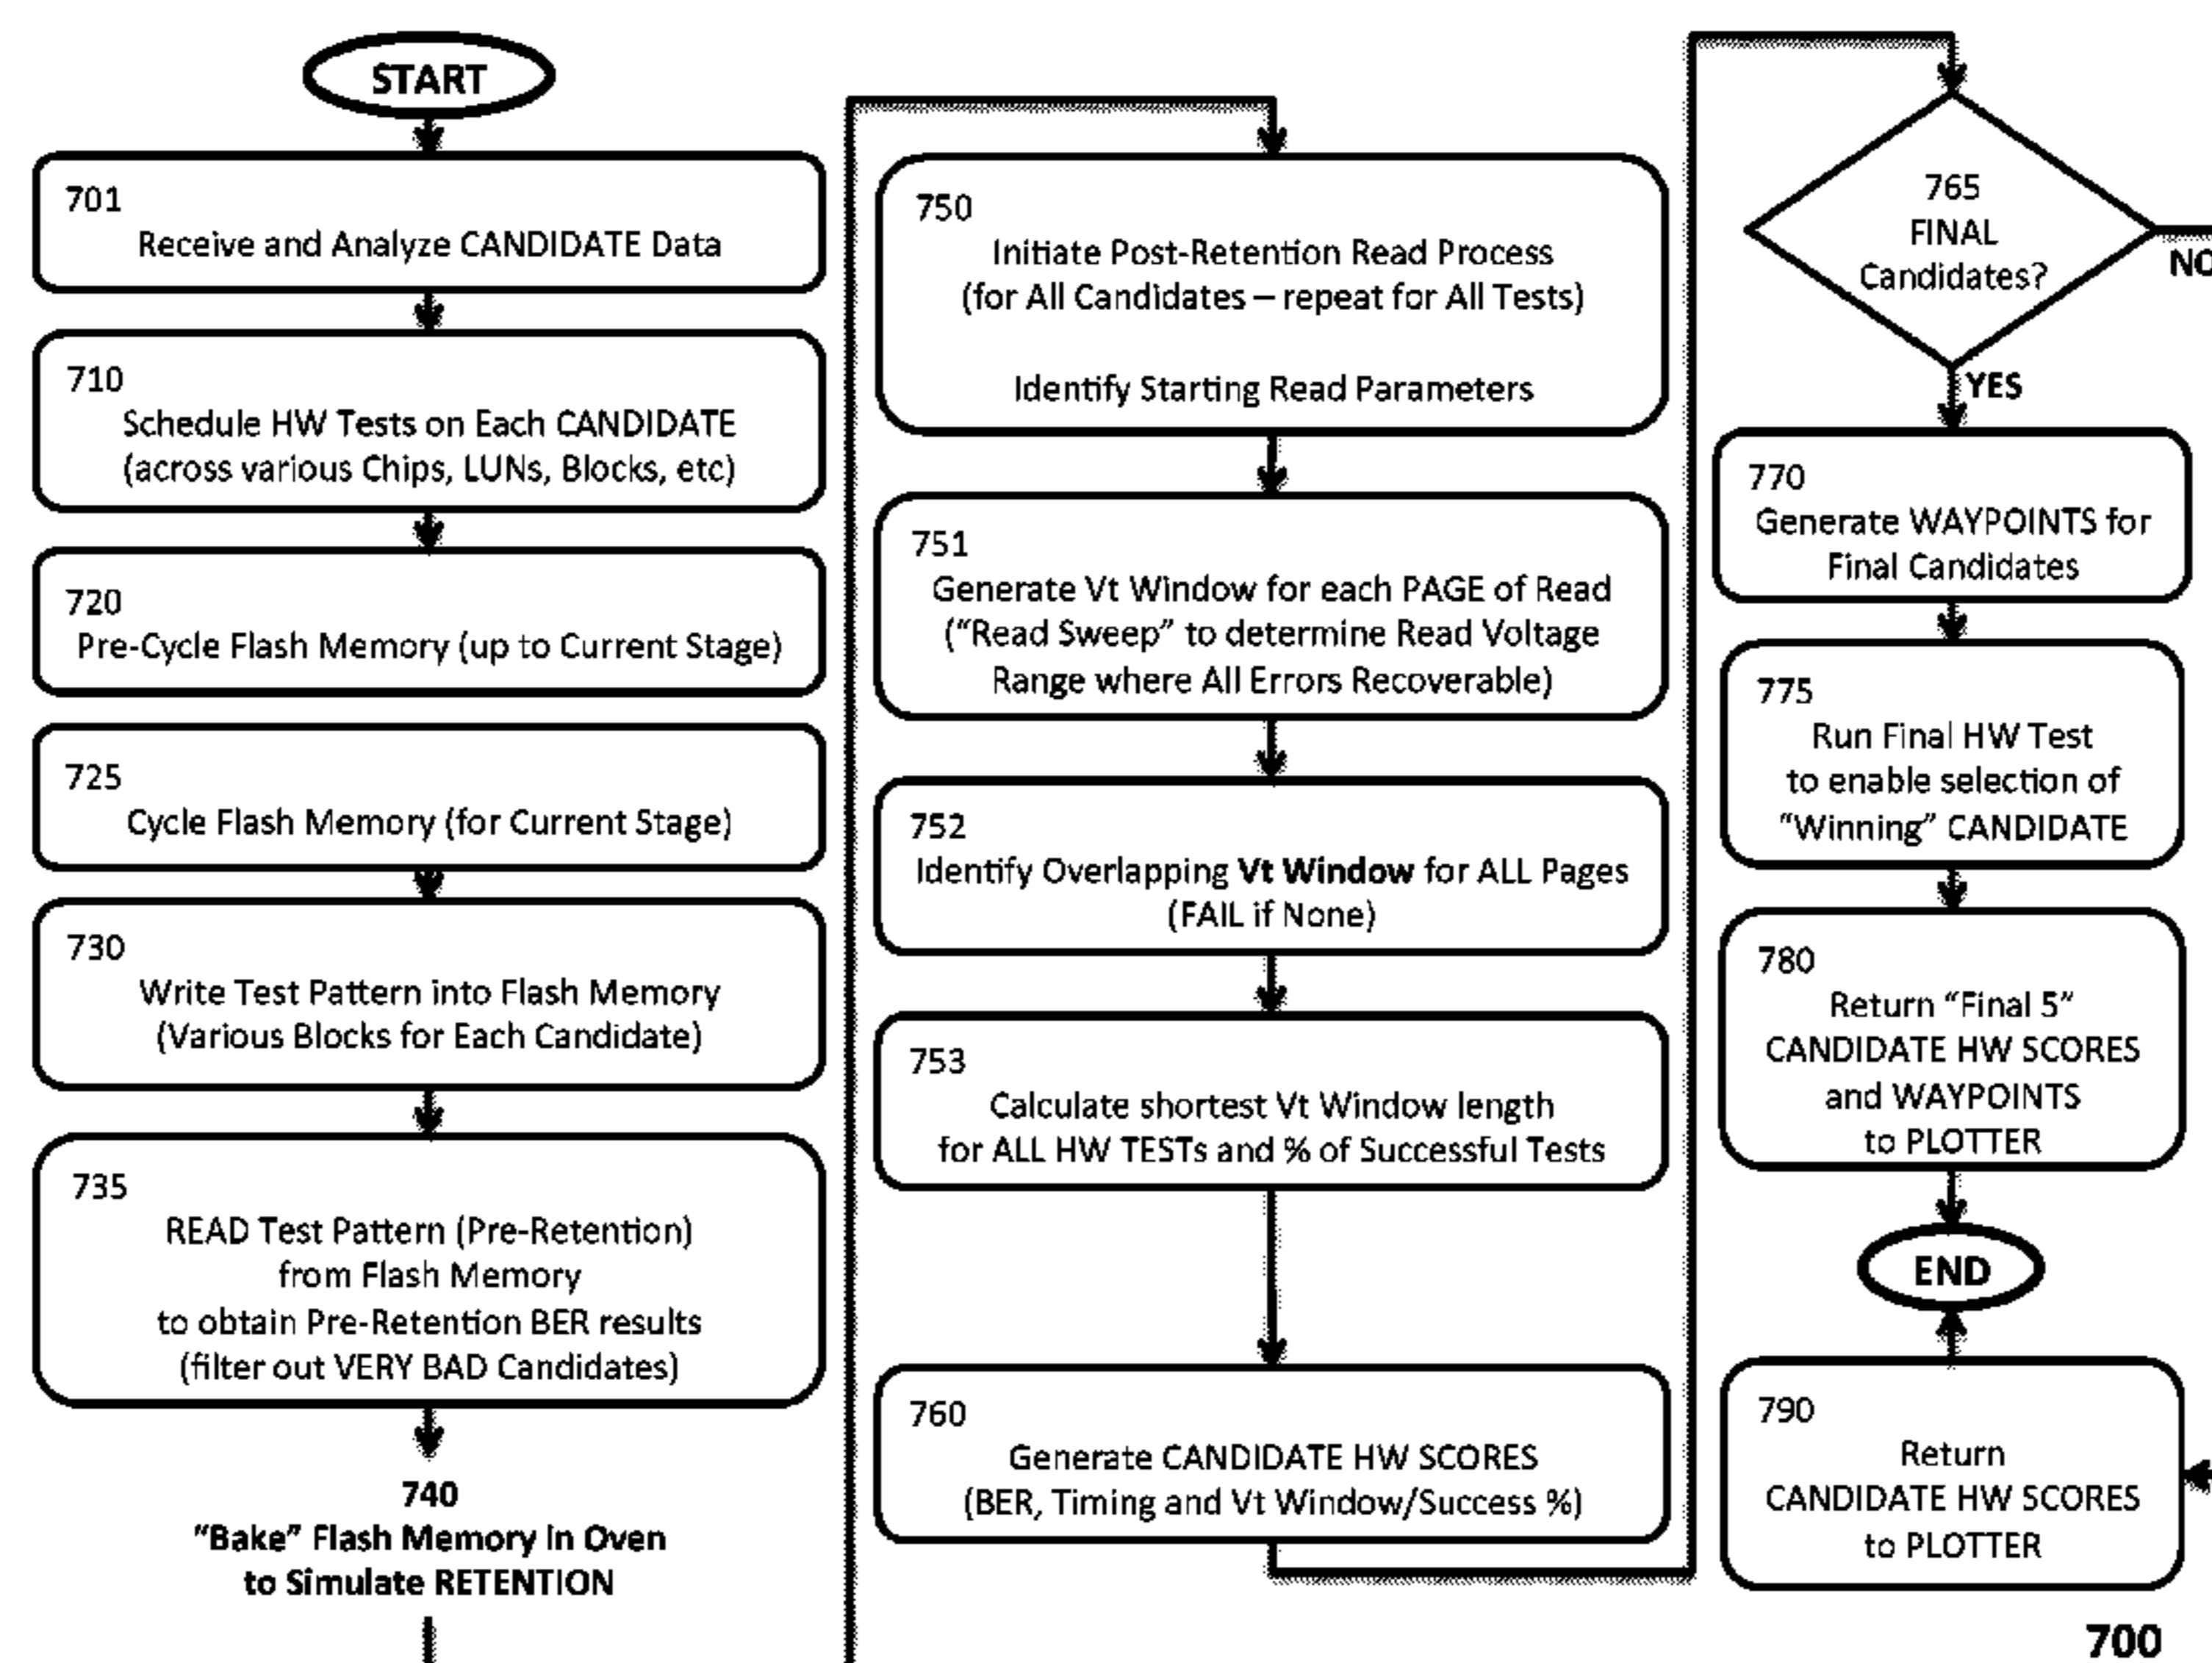 START
701
Receive and Analyze CANDIDATE Data
710
Schedule HW Tests on Each CANDIDATE
(across various Chips, LUNs, Blocks, etc)
720
Pre-Cycle Flash Memory (up to Current Stage)
725
Cycle Flash Memory (for Current Stage)
730
Write Test Pattern into Flash Memory
(Various Blocks for Each Candidate)
735
READ Test Pattern (Pre-Retention)
from Flash Memory
to obtain Pre-Retention BER results
(filter out VERY BAD Candidates)
740
“Bake” Flash Memory in Oven
to Simulate RETENTION
750
Initiate Post-Retention Read Process
(for All Candidates – repeat for All Tests)
Identify Starting Read Parameters
751
Generate Vt Window for each PAGE of Read
(“Read Sweep” to determine Read Voltage
Range where All Errors Recoverable)
752
Identify Overlapping Vt Window for ALL Pages
(FAIL if None)
753
Calculate shortest Vt Window length
for ALL HW TESTs and % of Successful Tests
760
Generate CANDIDATE HW SCORES
(BER, Timing and Vt Window/Success %)
765
FINAL
Candidates?
NO
YES
770
Generate WAYPOINTS for
Final Candidates
775
Run Final HW Test
to enable selection of
“Winning” CANDIDATE
780
Return “Final 5”
CANDIDATE HW SCORES
and WAYPOINTS
to PLOTTER
END
790
Return
CANDIDATE HW SCORES
to PLOTTER
700